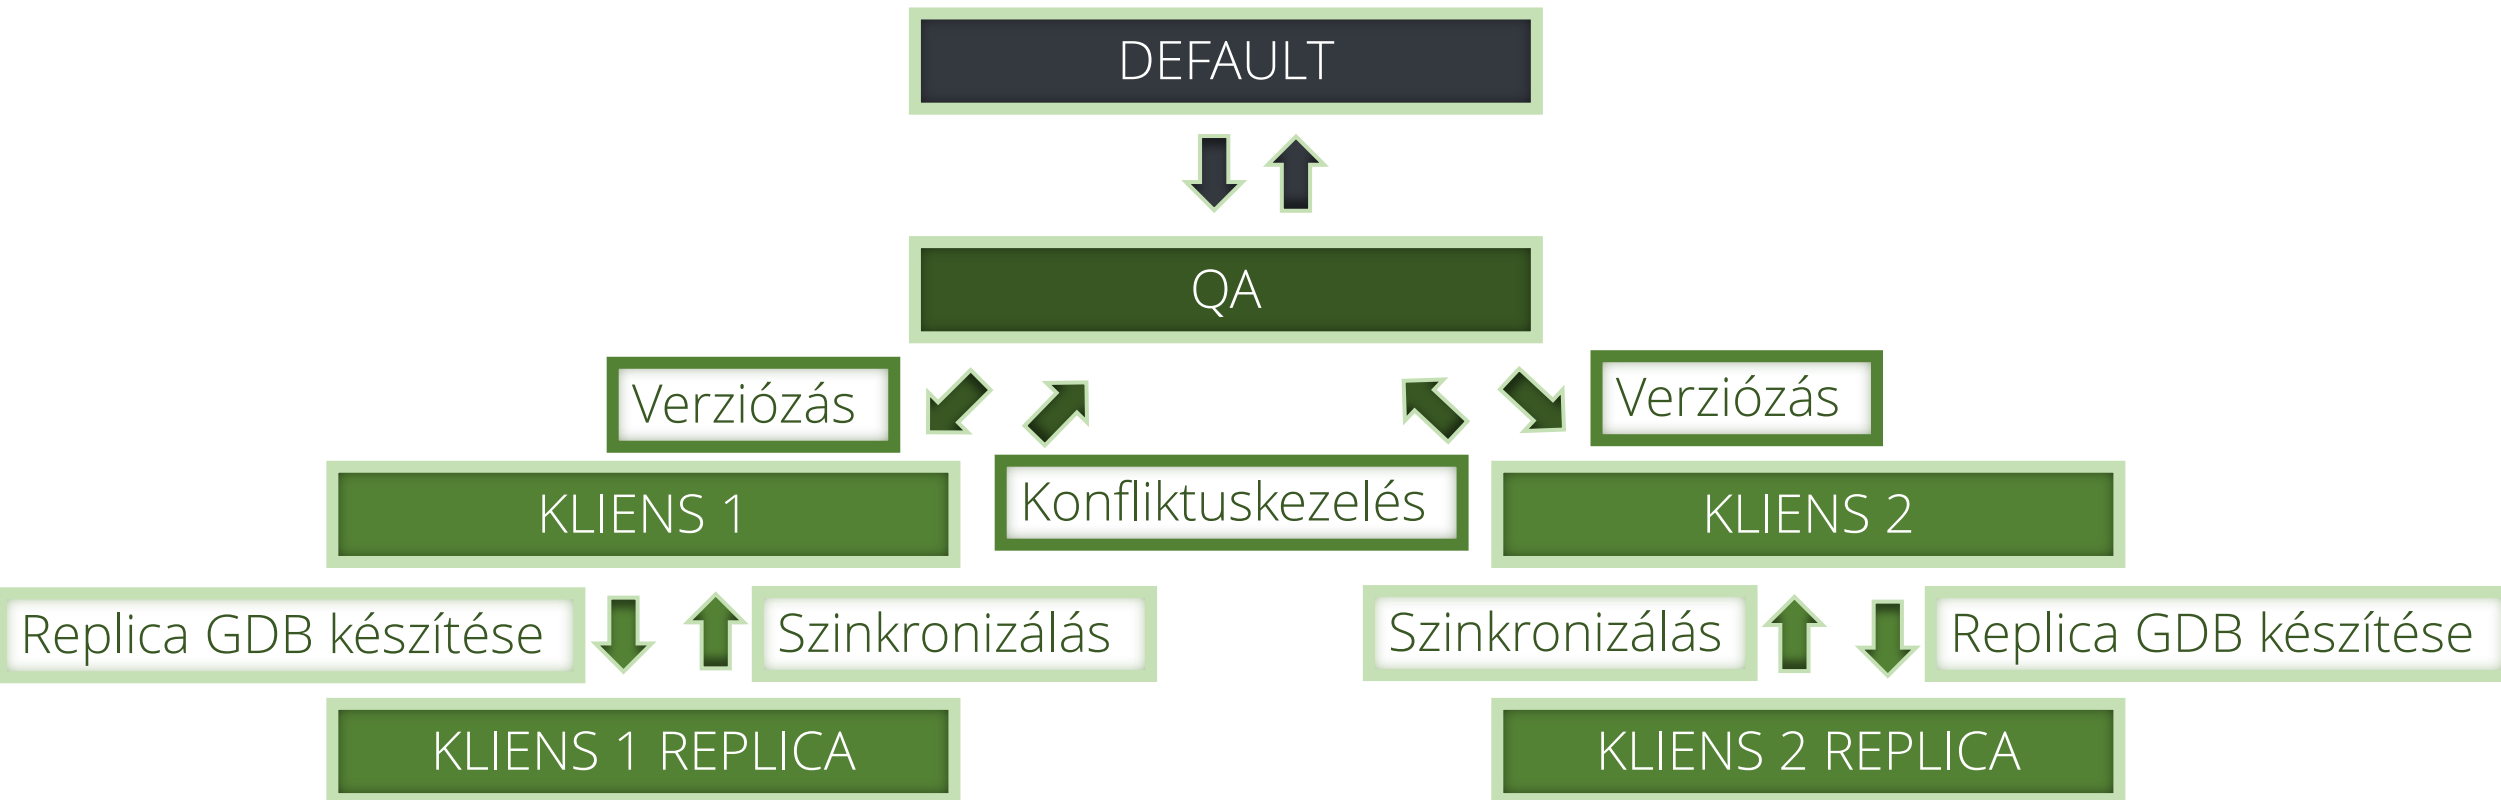 DEFAULT
QA
Verziózás
Verziózás
KLIENS 1
Konfliktuskezelés
KLIENS 2
Replica GDB készítése
Szinkronizálás
Szinkronizálás
Replica GDB készítése
KLIENS 1 REPLICA
KLIENS 2 REPLICA